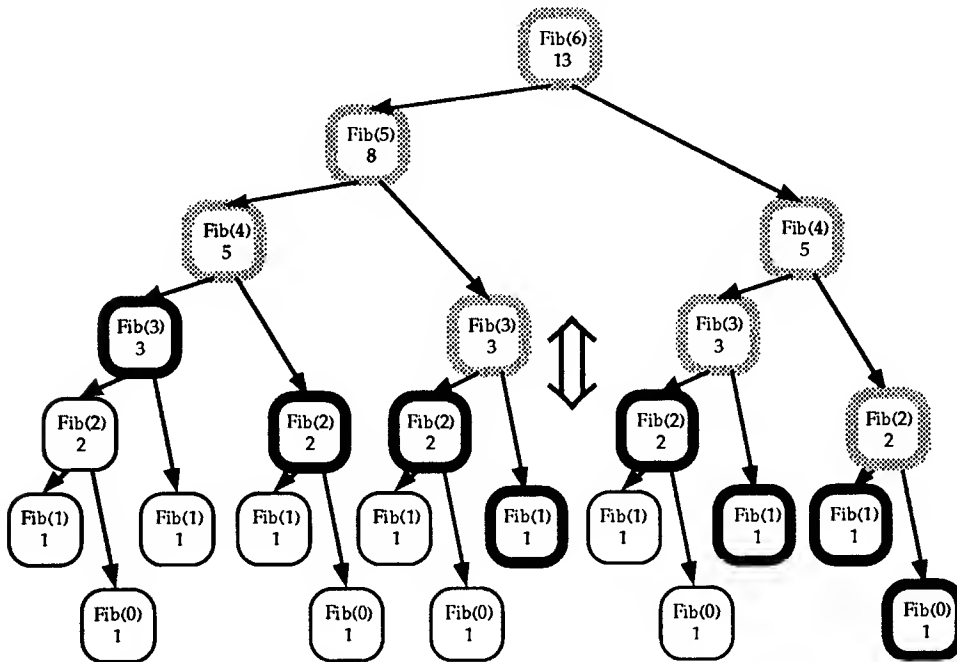 Fib(6)
13
Fib(5)
8
Fib(4)
5
Fib(4)
5
Fib(3)
3
Fib(3)
3
Fib(3)
3
Fib(2)
2
Fib(2)
2
Fib(2)
2
Fib(2)
2
Fib(2)
2
Fib(1)
1
Fib(1)
1
Fib(1)
1
Fib(1)
1
Fib(1)
1
Fib(1)
1
Fib(1)
1
Fib(1)
1
Fib(0)
1
Fib(0)
1
Fib(0)
1
Fib(0)
1
Fib(0)
1